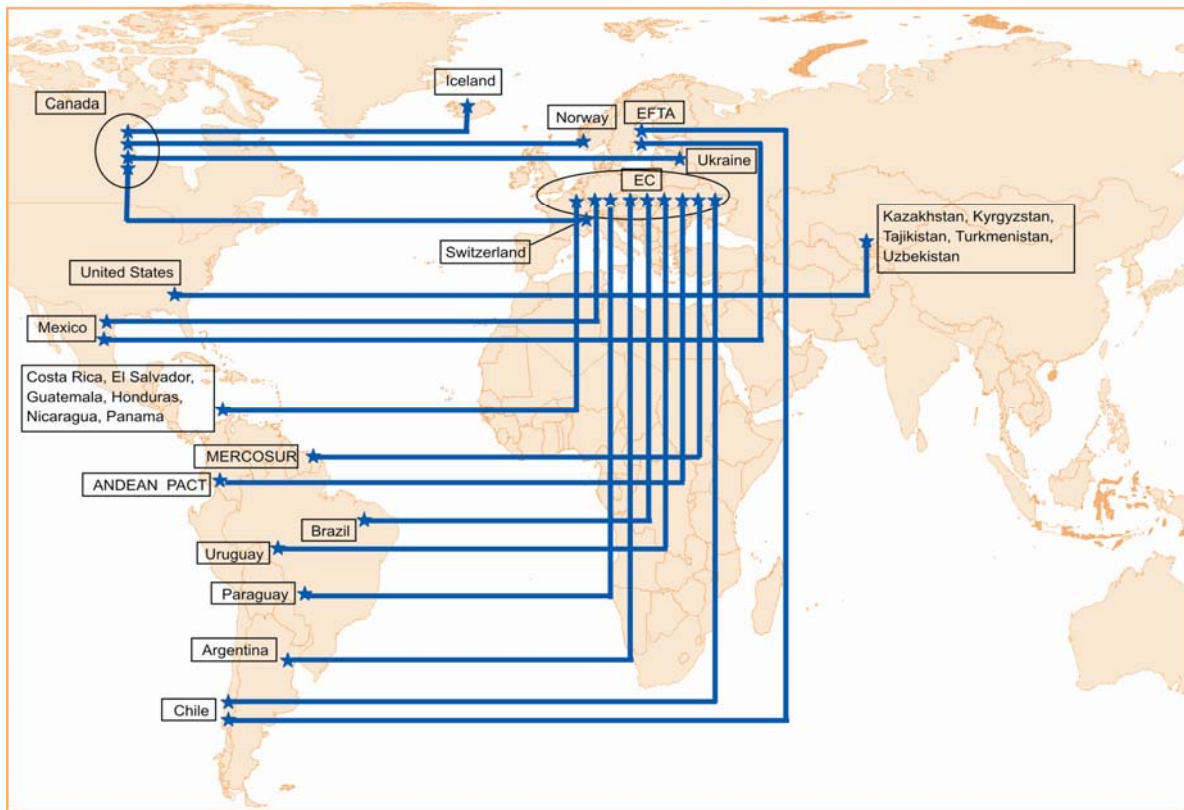 Iceland
Canada
Norway
EFTA
Ukraine
EC
Switzerland
Kazakhstan, Kyrgyzstan,
Tajikistan, Turkmenistan,
Uzbekistan
United States
Mexico
Costa Rica, El Salvador,
Guatemala, Honduras,
Nicaragua, Panama
MERCOSUR
ANDEAN PACT
Brazil
Uruguay
Paraguay
Argentina
Chile